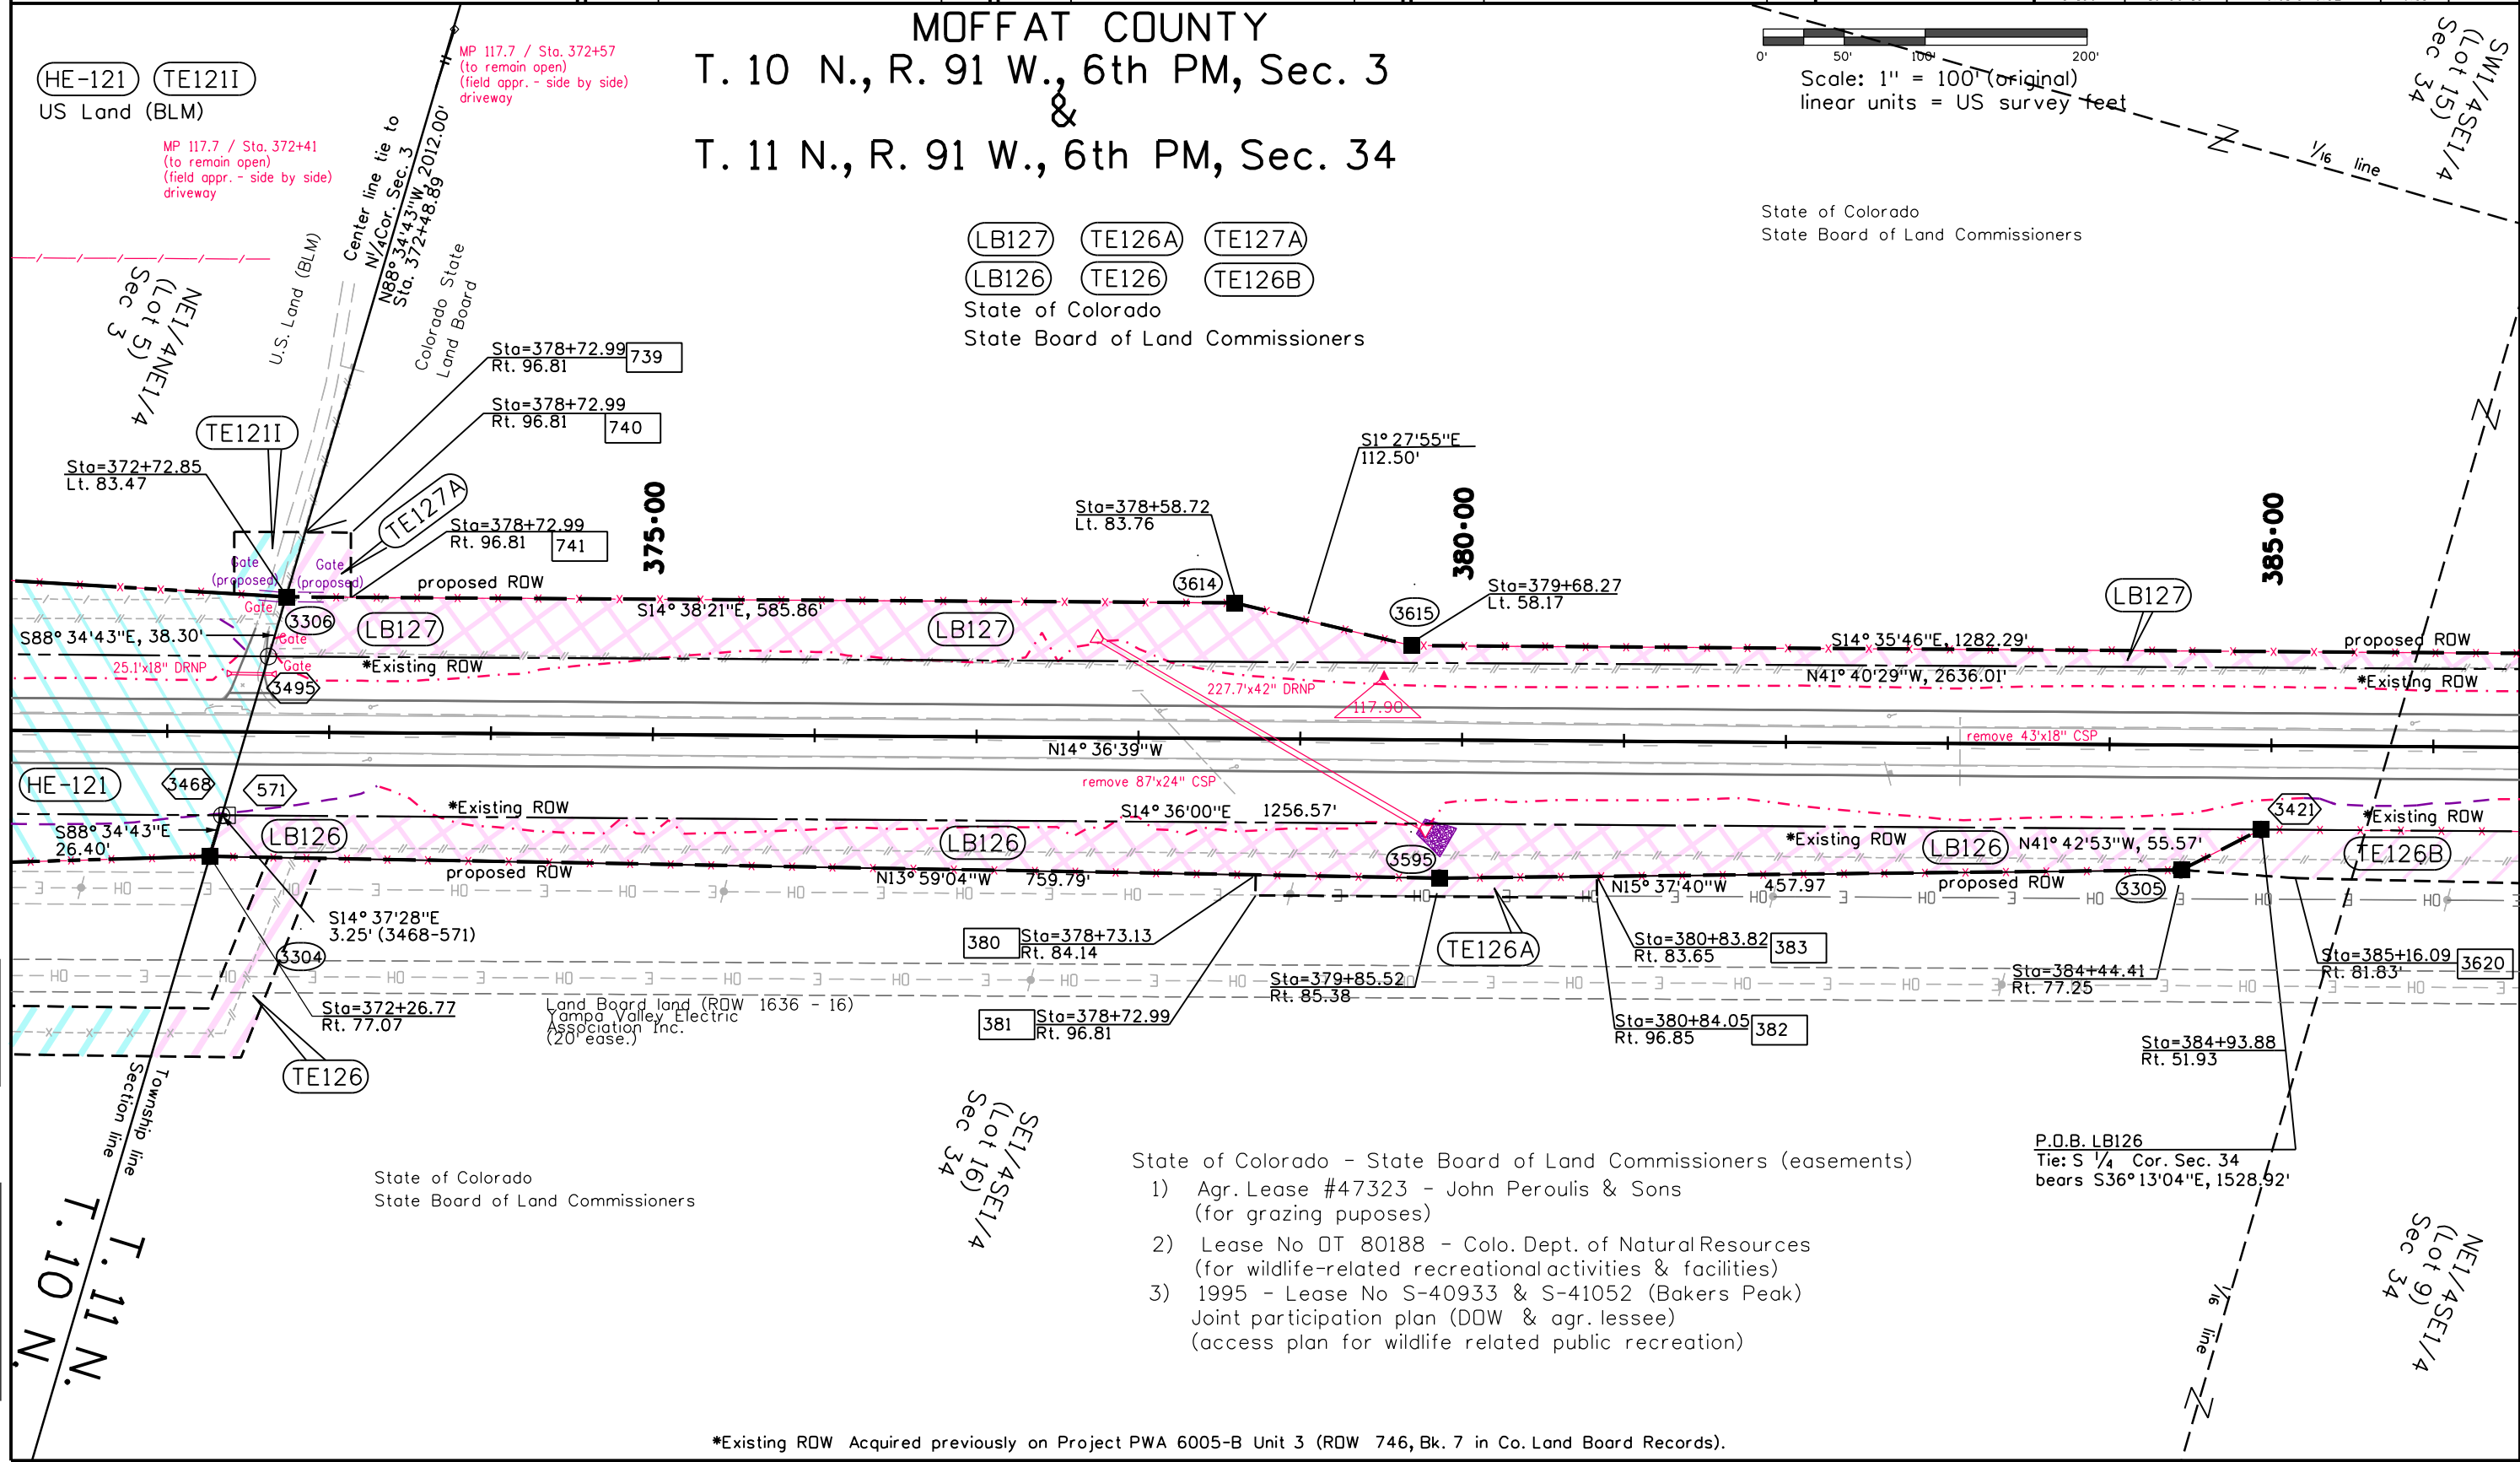 MOFFAT COUNTY
T. 10 N., R. 91 W., 6th PM, Sec. 3
&
T. 11 N., R. 91 W., 6th PM, Sec. 34
HE-121 TE121I
US Land (BLM)
MP 117.7 / Sta. 372+57
(to remain open)
(field appr. - side by side)
driveway
MP 117.7 / Sta. 372+41
(to remain open)
(field appr. - side by side)
driveway
Center line tie to
N1/4Cor. Sec. 3
N88°34'43"W, 2012.00'
Sta. 372+48.89
U.S. Land (BLM)
Colorado State
Land Board
NE1/4NE1/4
(Lot 5)
Sec 3
0' 50' 100' 200'
Scale: 1" = 100' (original)
linear units = US survey feet
SW1/4SE1/4
(Lot 15)
Sec 34
1/16 line
State of Colorado
State Board of Land Commissioners
LB127 TE126A TE127A
LB126 TE126 TE126B
State of Colorado
State Board of Land Commissioners
Sta=378+72.99
Rt. 96.81
739
Sta=378+72.99
Rt. 96.81
740
TE121I
Sta=372+72.85
Lt. 83.47
TE127A
Sta=378+72.99
Rt. 96.81
741
375+00
380+00
385+00
S1°27'55"E
112.50'
Sta=378+58.72
Lt. 83.76
3614
Sta=379+68.27
Lt. 58.17
3615
LB127
Gate
(proposed)
Gate
(proposed)
Gate
proposed ROW
S14°38'21"E, 585.86'
3306
LB127
LB127
S88°34'43"E, 38.30'
Gate
Gate
25.1'x18" DRNP
*Existing ROW
3495
S14°35'46"E, 1282.29'
proposed ROW
N41°40'29"W, 2636.01'
*Existing ROW
227.7'x42" DRNP
117.90
N14°36'39"W
remove 43'x18" CSP
remove 87'x24" CSP
HE-121
3468
571
*Existing ROW
S14°36'00"E 1256.57'
3421
*Existing ROW
S88°34'43"E
26.40'
LB126
LB126
*Existing ROW
LB126
N41°42'53"W, 55.57'
TE126B
3595
proposed ROW
N13°59'04"W 759.79'
N15°37'40"W 457.97
proposed ROW
3305
S14°37'28"E
3.25' (3468-571)
3304
380
Sta=378+73.13
Rt. 84.14
TE126A
Sta=380+83.82
Rt. 83.65
383
Sta=379+85.52
Rt. 85.38
Sta=384+44.41
Rt. 77.25
Sta=385+16.09
Rt. 81.83'
3620
Sta=372+26.77
Rt. 77.07
Land Board land (ROW 1636 - 16)
Yampa Valley Electric
Association Inc.
(20' ease.)
381
Sta=378+72.99
Rt. 96.81
Sta=380+84.05
Rt. 96.85
382
Sta=384+93.88
Rt. 51.93
TE126
Township line
Section line
T. 11 N.
T. 10 N.
State of Colorado
State Board of Land Commissioners
SE1/4SE1/4
(Lot 16)
Sec 34
P.O.B. LB126
Tie: S 1/4 Cor. Sec. 34
bears S36°13'04"E, 1528.92'
State of Colorado - State Board of Land Commissioners (easements)
1) Agr. Lease #47323 - John Peroulis & Sons
(for grazing puposes)
2) Lease No OT 80188 - Colo. Dept. of Natural Resources
(for wildlife-related recreational activities & facilities)
3) 1995 - Lease No S-40933 & S-41052 (Bakers Peak)
Joint participation plan (DOW & agr. lessee)
(access plan for wildlife related public recreation)
NE1/4SE1/4
(Lot 9)
Sec 34
1/16 line
*Existing ROW Acquired previously on Project PWA 6005-B Unit 3 (ROW 746, Bk. 7 in Co. Land Board Records).